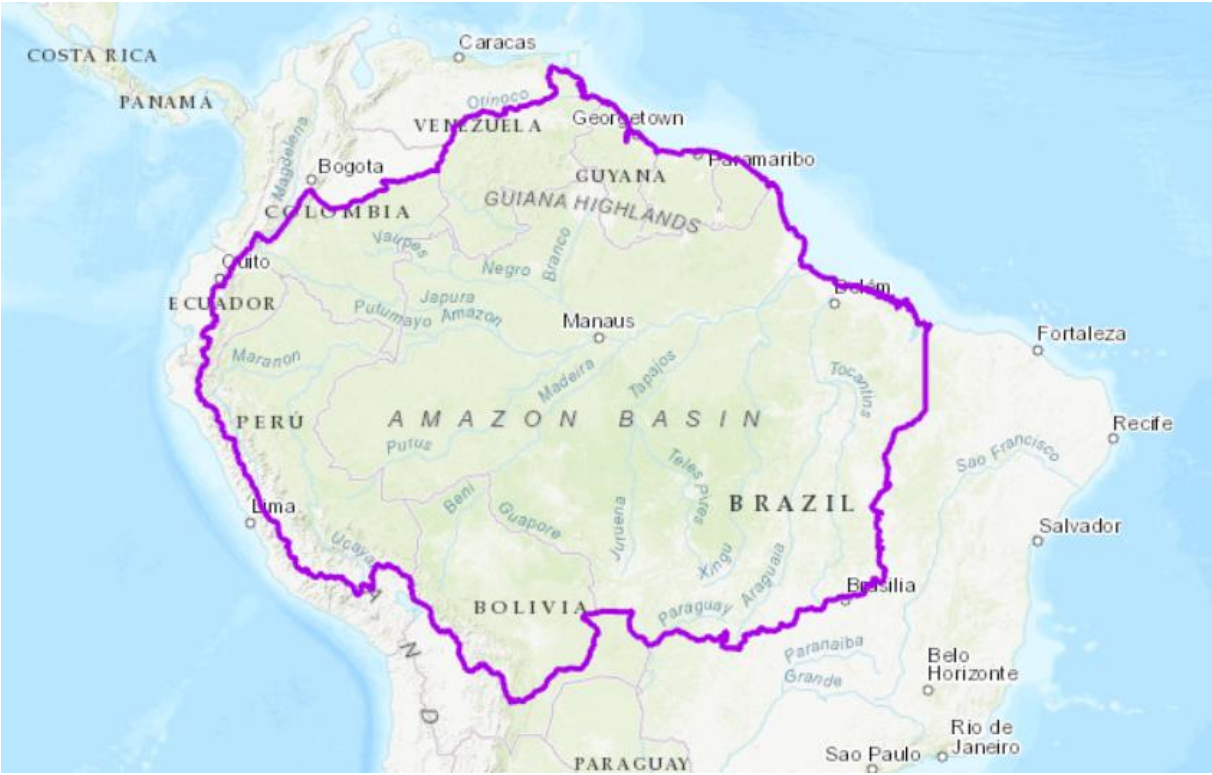 Caracas
COSTA RICA
PANAMÁ
Otinoco
VENEZUELA
Georgetown
Magdelena
Bogota
Paramaribo
GUYANA
COLOMBIA
GUIANA HIGHLANDS
Vaupes
Branco
Negro
Quito
ECUADOR
Japura
Putumayo
Amazon
Belém
Manaus
Fortaleza
Maranon
Madeira
Tapajos
Tocantins
PERÚ
AMAZON BASIN
Recife
Purus
Sao Francisco
Teles Pires
Beni
Guapore
BRAZIL
Lima
Juruena
Salvador
Ucayali
Xingu
Araguaia
Brasilia
BOLIVIA
Paraguay
A N D
Paranaiba
Belo
Horizonte
Grande
Rio de
Janeiro
Sao Paulo
PARAGUAY